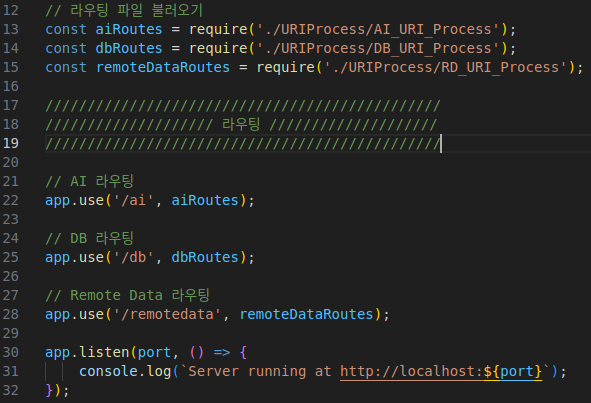 12 // 라우팅 파일 불러오기
13 const aiRoutes = require('./URIProcess/AI_URI_Process');
14 const dbRoutes = require('./URIProcess/DB_URI_Process');
15 const remoteDataRoutes = require('./URIProcess/RD_URI_Process');
16
17 ///////////////////////////////////////////////
18 //////////////////// 라우팅 ////////////////////
19 ///////////////////////////////////////////////
20
21 // AI 라우팅
22 app.use('/ai', aiRoutes);
23
24 // DB 라우팅
25 app.use('/db', dbRoutes);
26
27 // Remote Data 라우팅
28 app.use('/remotedata', remoteDataRoutes);
29
30 app.listen(port, () => {
31     console.log(`Server running at http://localhost:${port}`);
32 });